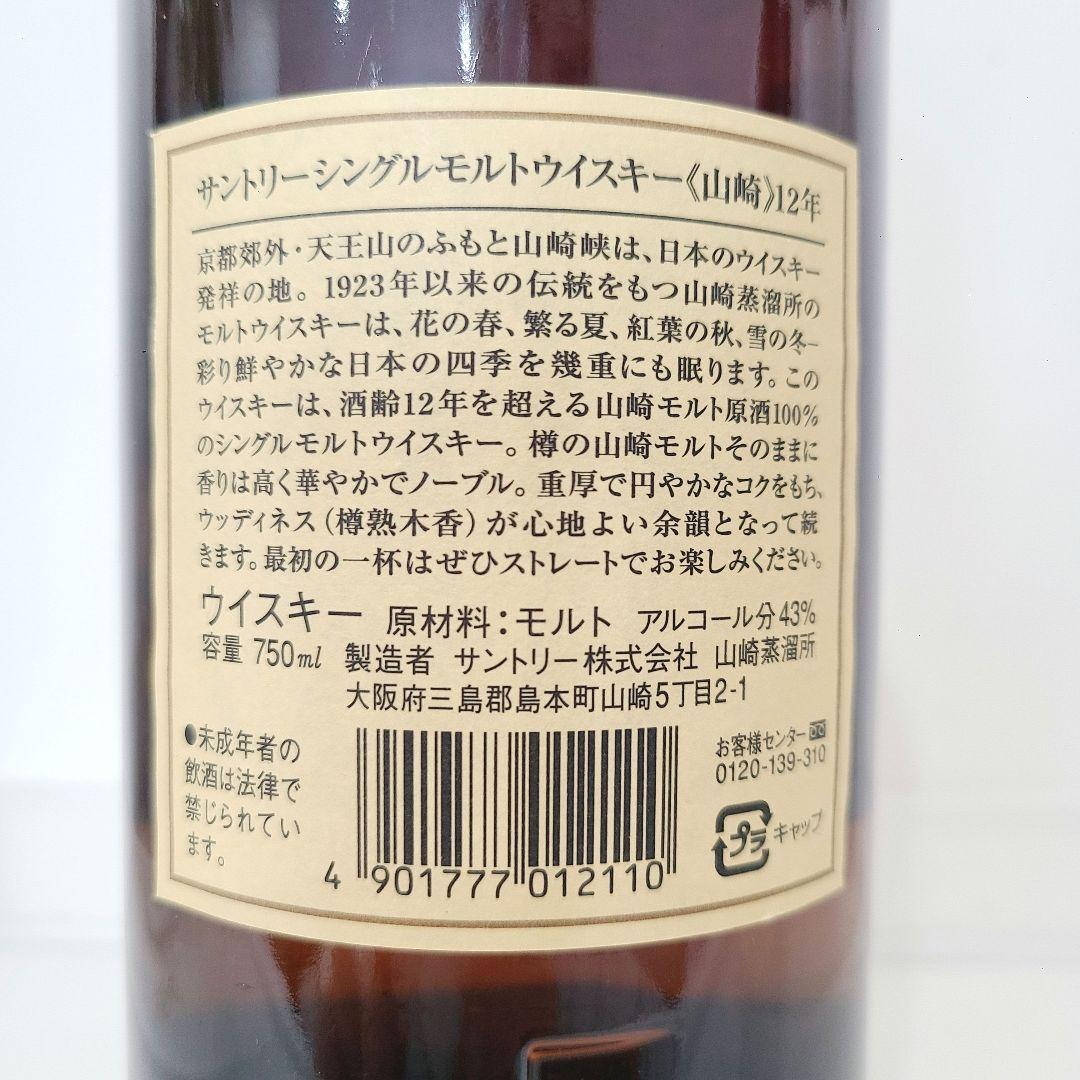 サントリーシングルモルトウイスキー《山崎》12年
京都郊外・天王山のふもと山崎峡は、日本のウイスキー
発祥の地。1923年以来の伝統をもつ山崎蒸溜所の
モルトウイスキーは、花の春、繁る夏、紅葉の秋、雪の冬–
彩り鮮やかな日本の四季を幾重にも眠ります。この
ウイスキーは、酒齢12年を超える山崎モルト原酒100%
のシングルモルトウイスキー。樽の山崎モルトそのままに
香りは高く華やかでノーブル。重厚で円やかなコクをもち、
ウッディネス(樽熟木香)が心地よい余韻となって続
きます。最初の一杯はぜひストレートでお楽しみください。
ウイスキー 原材料:モルト アルコール分43%
容量 750ml 製造者 サントリー株式会社 山崎蒸溜所
大阪府三島郡島本町山崎5丁目2-1
●未成年者の
飲酒は法律で
禁じられてい
ます。
お客様センター
0120-139-310
プラ キャップ
4 901777 012110